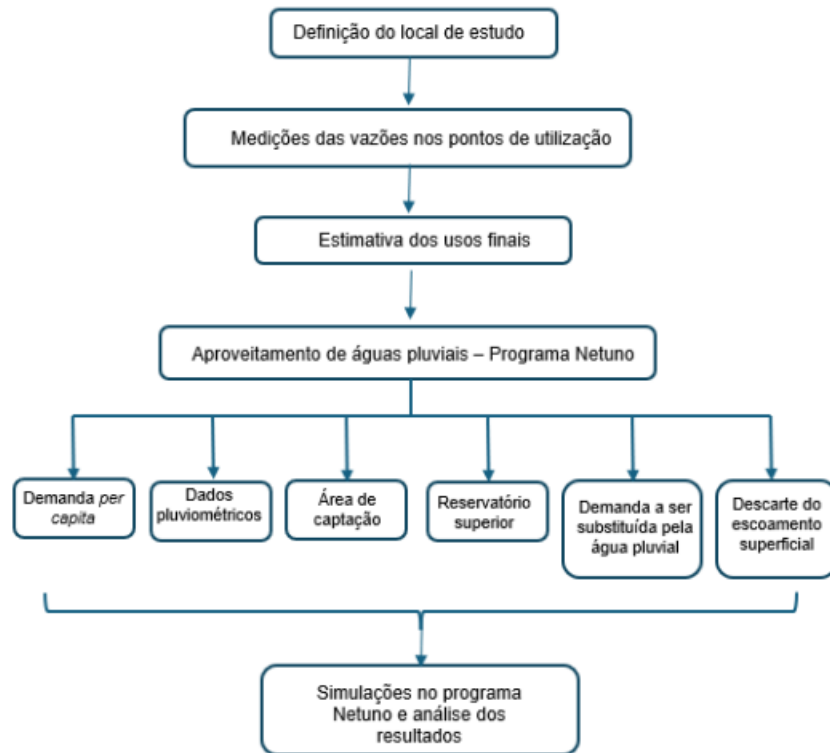 Definição do local de estudo
Medições das vazões nos pontos de utilização
Estimativa dos usos finais
Aproveitamento de águas pluviais – Programa Netuno
Demanda per
capita
Dados
pluviométricos
Área de
captação
Reservatório
superior
Demanda a ser
substituída pela
água pluvial
Descarte do
escoamento
superficial
Simulações no programa
Netuno e análise dos
resultados